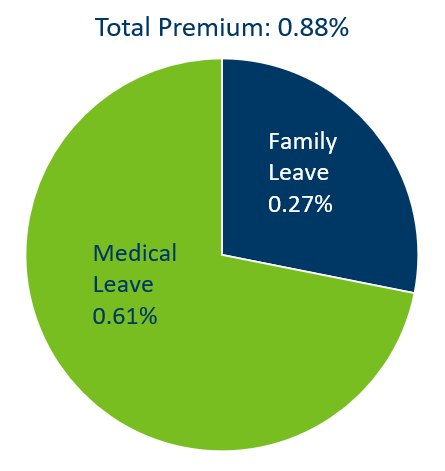 Total Premium: 0.88%
Family
Leave
0.27%
Medical
Leave
0.61%